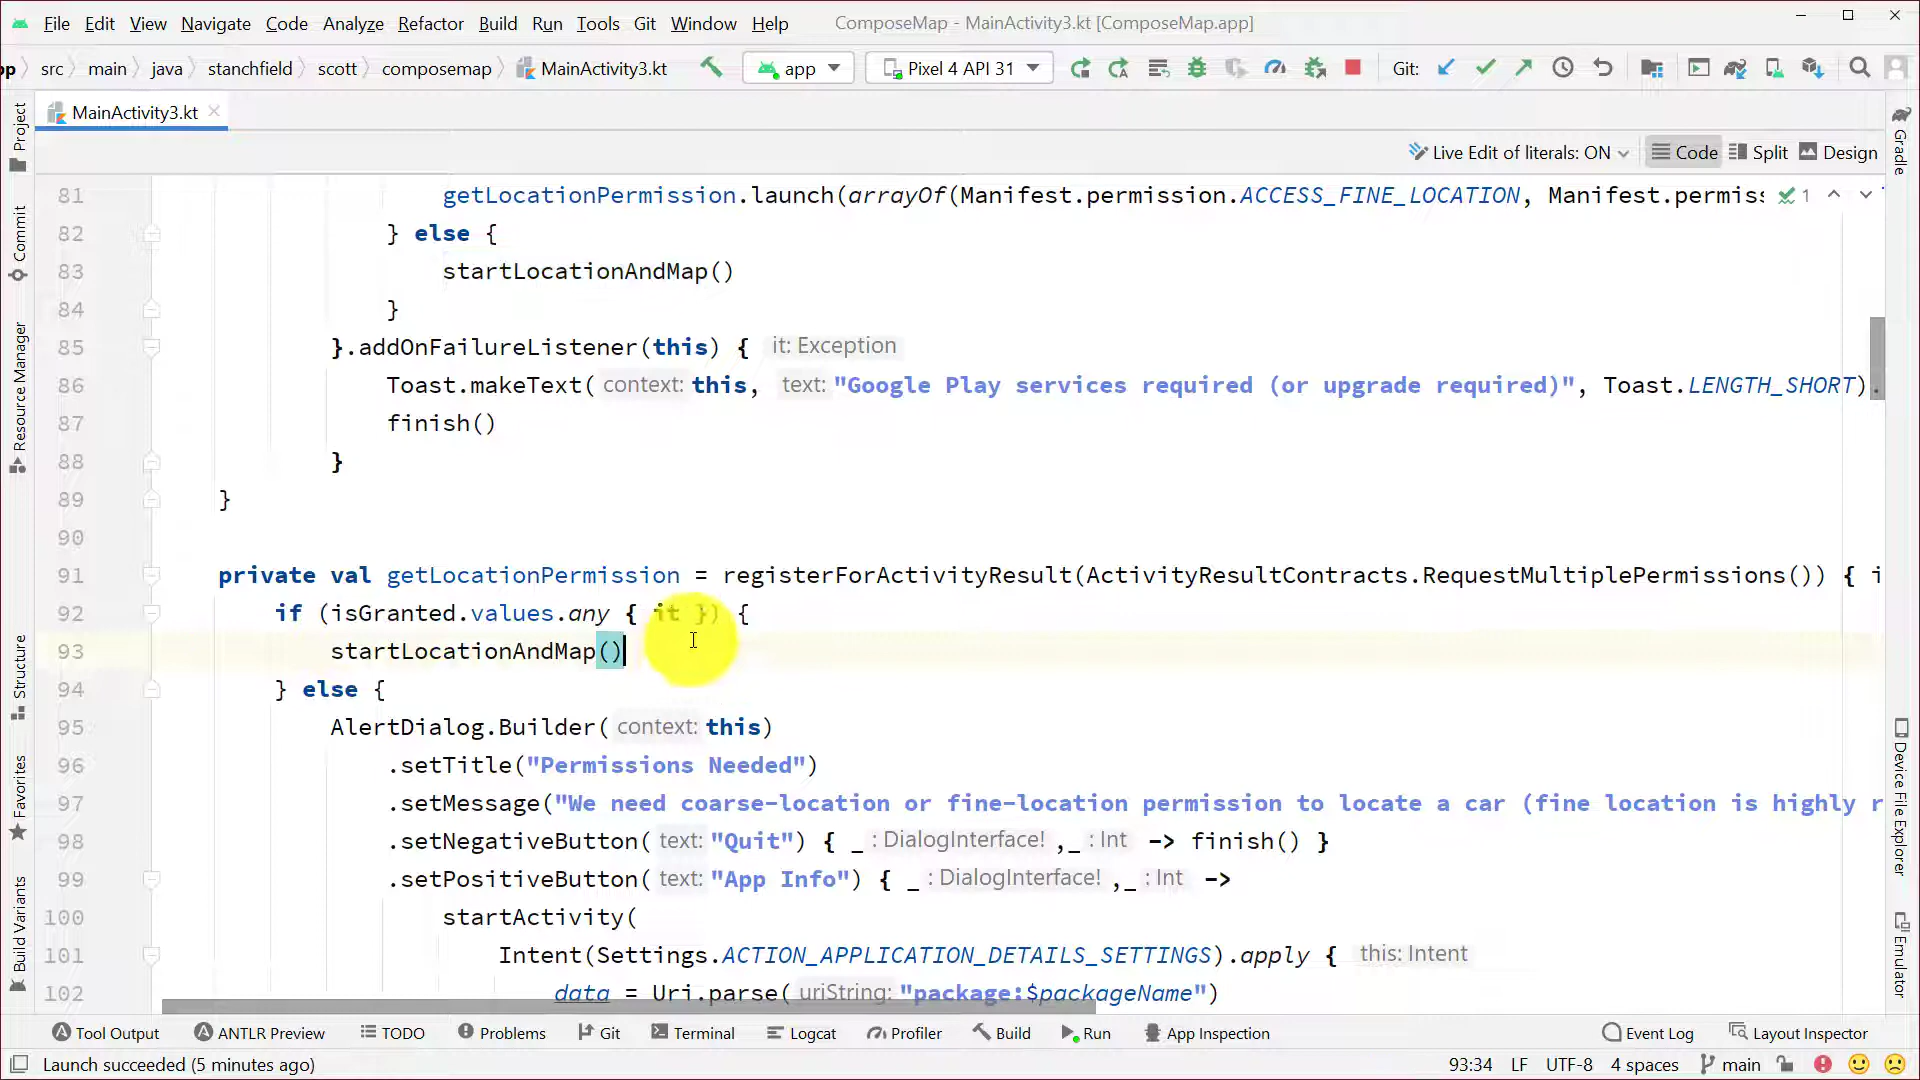 File Edit View Navigate Code Analyze Refactor Build Run Tools Git Window Help ComposeMap - MainActivity3.kt [ComposeMap.app]
src main java stanchfield scott composemap MainActivity3.kt app Pixel 4 API 31 Git:
MainActivity3.kt
Live Edit of literals: ON Code Split Design
81 getLocationPermission.launch(arrayOf(Manifest.permission.ACCESS_FINE_LOCATION, Manifest.permiss 1
82 } else {
83 startLocationAndMap()
84 }
85 }.addOnFailureListener(this) { it: Exception
86 Toast.makeText( context: this, text: "Google Play services required (or upgrade required)", Toast.LENGTH_SHORT).
87 finish()
88 }
89 }
90
91 private val getLocationPermission = registerForActivityResult(ActivityResultContracts.RequestMultiplePermissions()) { i
92 if (isGranted.values.any { it }) {
93 startLocationAndMap()
94 } else {
95 AlertDialog.Builder( context: this)
96 .setTitle("Permissions Needed")
97 .setMessage("We need coarse-location or fine-location permission to locate a car (fine location is highly r
98 .setNegativeButton( text: "Quit") { _ : DialogInterface! ,_ : Int -> finish() }
99 .setPositiveButton( text: "App Info") { _ : DialogInterface! ,_ : Int ->
100 startActivity(
101 Intent(Settings.ACTION_APPLICATION_DETAILS_SETTINGS).apply { this: Intent
102 data = Uri.parse( uriString: "package:$packageName")
Project
Commit
Resource Manager
Structure
Favorites
Build Variants
Gradle
Device File Explorer
Emulator
Tool Output ANTLR Preview TODO Problems Git Terminal Logcat Profiler Build Run App Inspection Event Log Layout Inspector
Launch succeeded (5 minutes ago) 93:34 LF UTF-8 4 spaces main